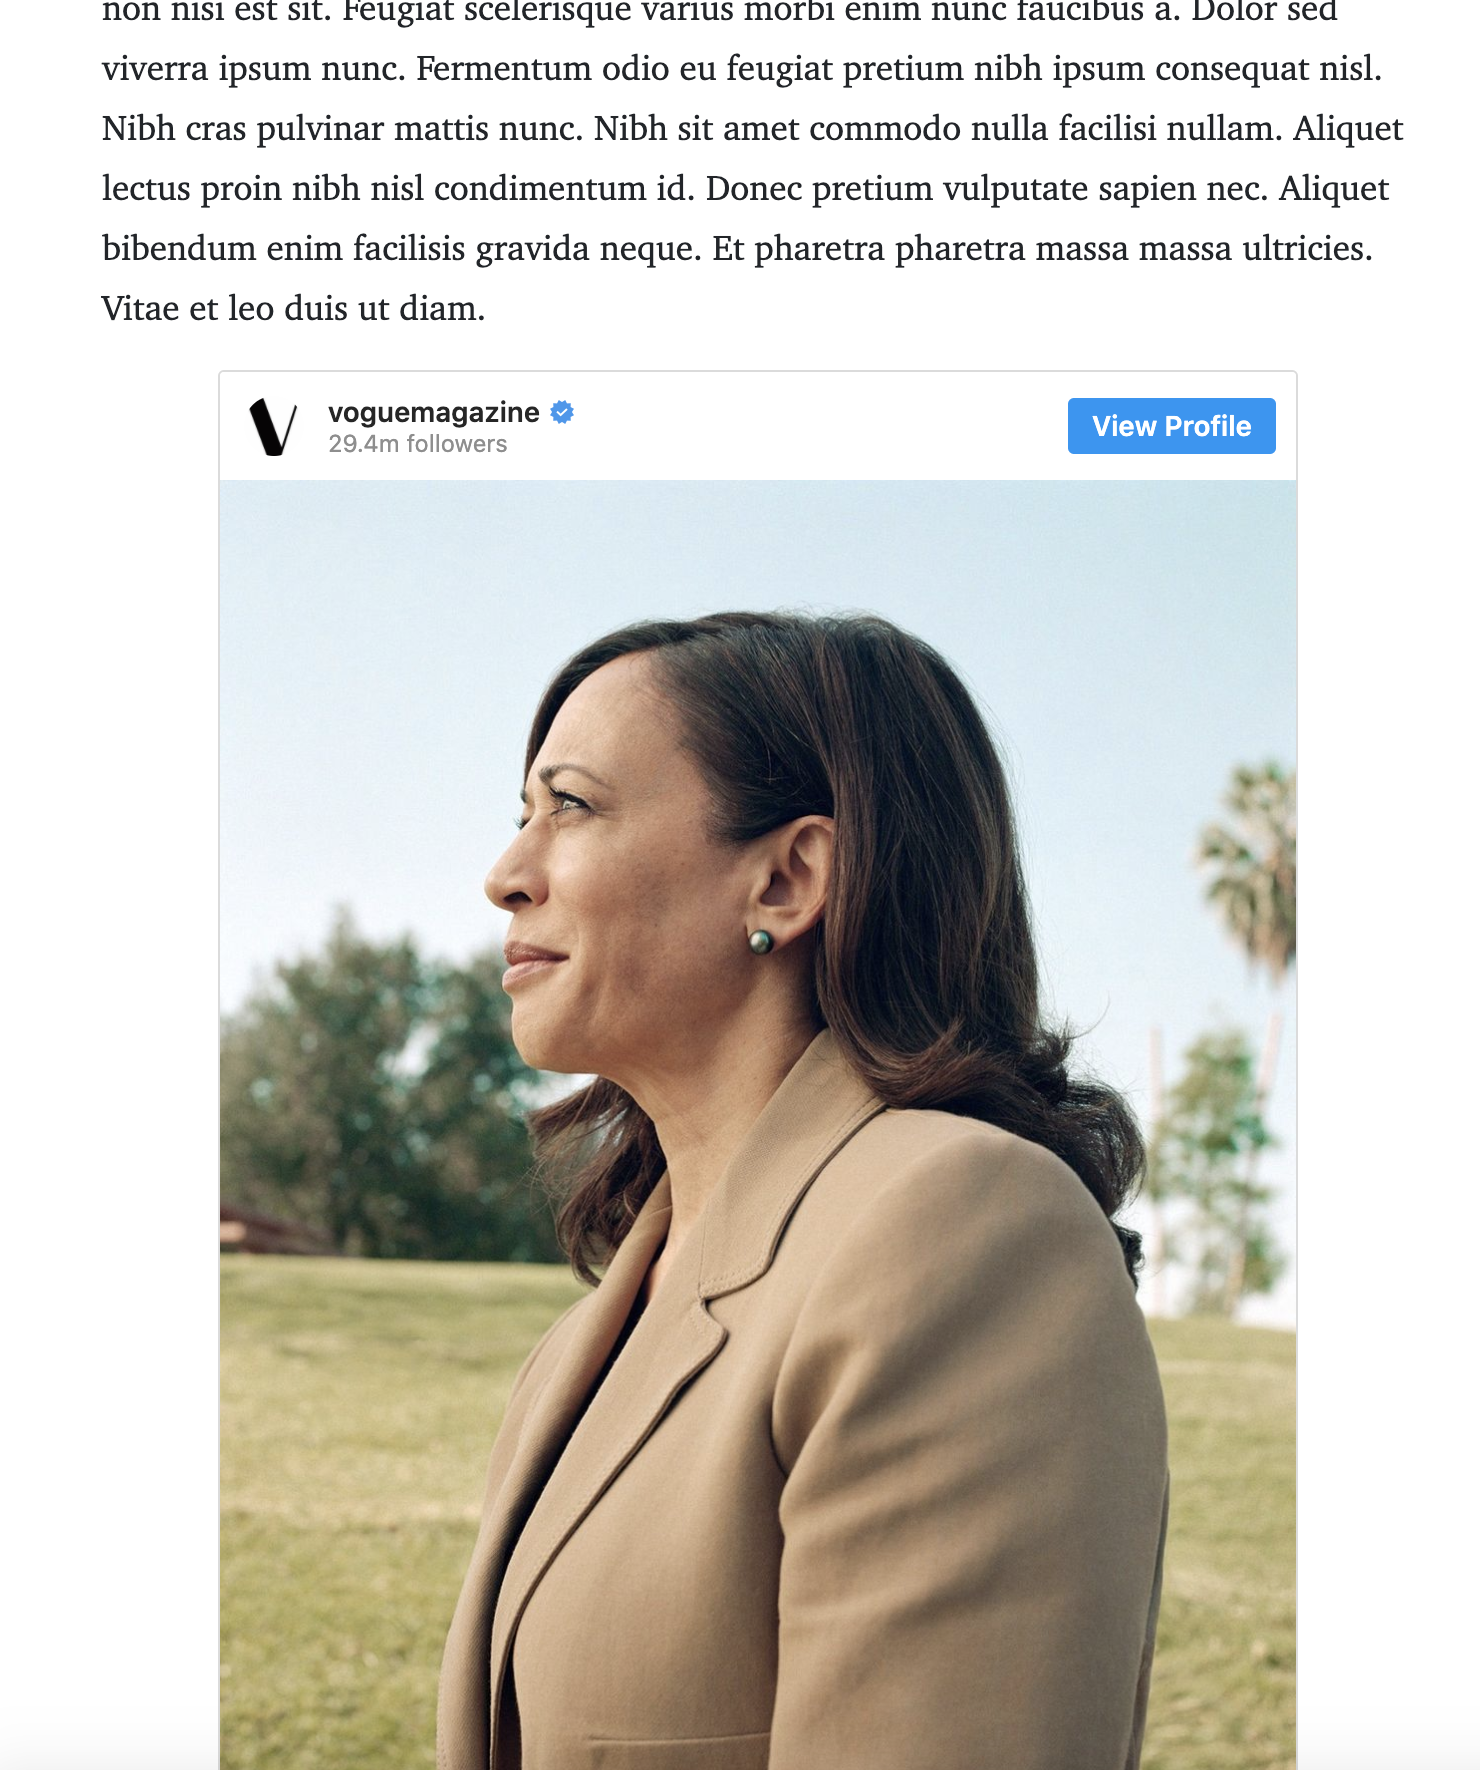 non nisi est sit. Feugiat scelerisque varius morbi enim nunc faucibus a. Dolor sed
viverra ipsum nunc. Fermentum odio eu feugiat pretium nibh ipsum consequat nisl.
Nibh cras pulvinar mattis nunc. Nibh sit amet commodo nulla facilisi nullam. Aliquet
lectus proin nibh nisl condimentum id. Donec pretium vulputate sapien nec. Aliquet
bibendum enim facilisis gravida neque. Et pharetra pharetra massa massa ultricies.
Vitae et leo duis ut diam.
V
voguemagazine
29.4m followers
View Profile